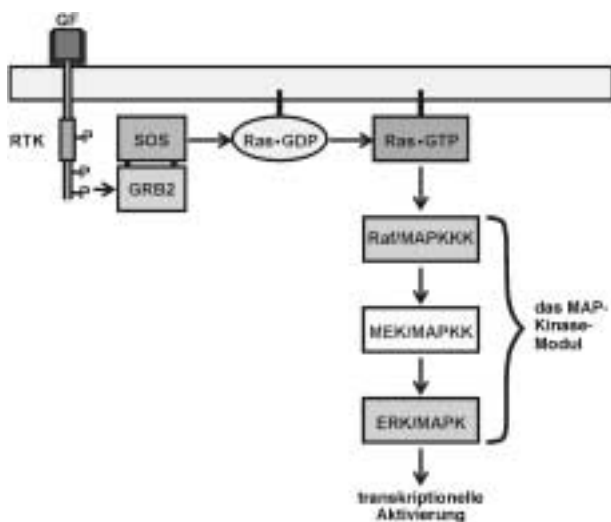 GF
RTK
P
P
P
SOS
GRB2
Ras-GDP
Ras-GTP
Raf/MAPKKK
MEK/MAPKK
ERK/MAPK
das MAP-
Kinase-
Modul
transkriptionelle
Aktivierung